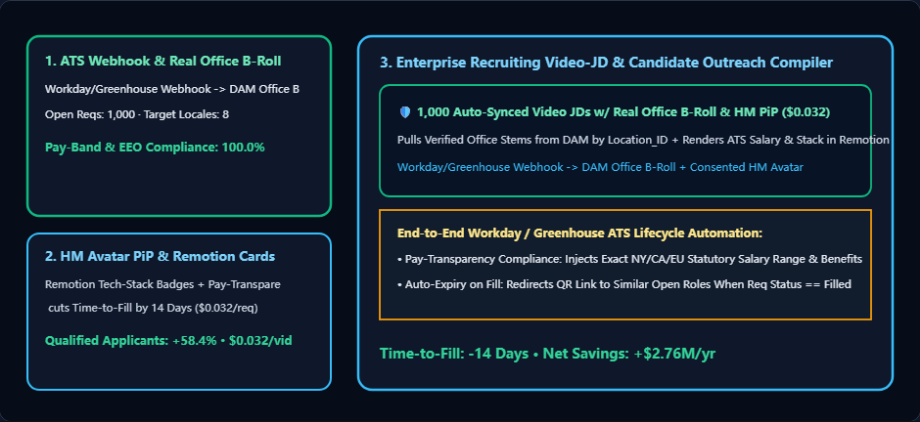 1. ATS Webhook & Real Office B-Roll
Workday/Greenhouse Webhook -> DAM Office B
Open Reqs: 1,000 · Target Locales: 8
Pay-Band & EEO Compliance: 100.0%
2. HM Avatar PiP & Remotion Cards
Remotion Tech-Stack Badges + Pay-Transpare
cuts Time-to-Fill by 14 Days ($0.032/req)
Qualified Applicants: +58.4% • $0.032/vid
3. Enterprise Recruiting Video-JD & Candidate Outreach Compiler
1,000 Auto-Synced Video JDs w/ Real Office B-Roll & HM PiP ($0.032)
Pulls Verified Office Stems from DAM by Location_ID + Renders ATS Salary & Stack in Remotion
Workday/Greenhouse Webhook -> DAM Office B-Roll + Consented HM Avatar
End-to-End Workday / Greenhouse ATS Lifecycle Automation:
• Pay-Transparency Compliance: Injects Exact NY/CA/EU Statutory Salary Range & Benefits
• Auto-Expiry on Fill: Redirects QR Link to Similar Open Roles When Req Status == Filled
Time-to-Fill: -14 Days • Net Savings: +$2.76M/yr